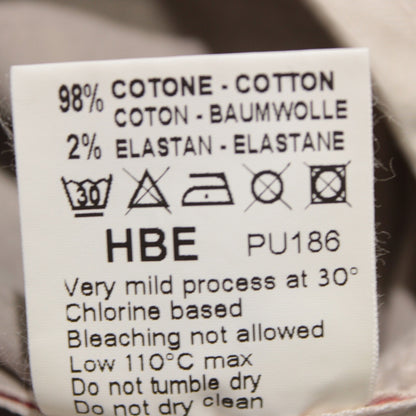 98% COTONE - COTTON
COTON - BAUMWOLLE
2% ELASTAN - ELASTANE
30
HBE PU186
Very mild process at 30°
Chlorine based
Bleaching not allowed
Low 110°C max
Do not tumble dry
Do not dry clean